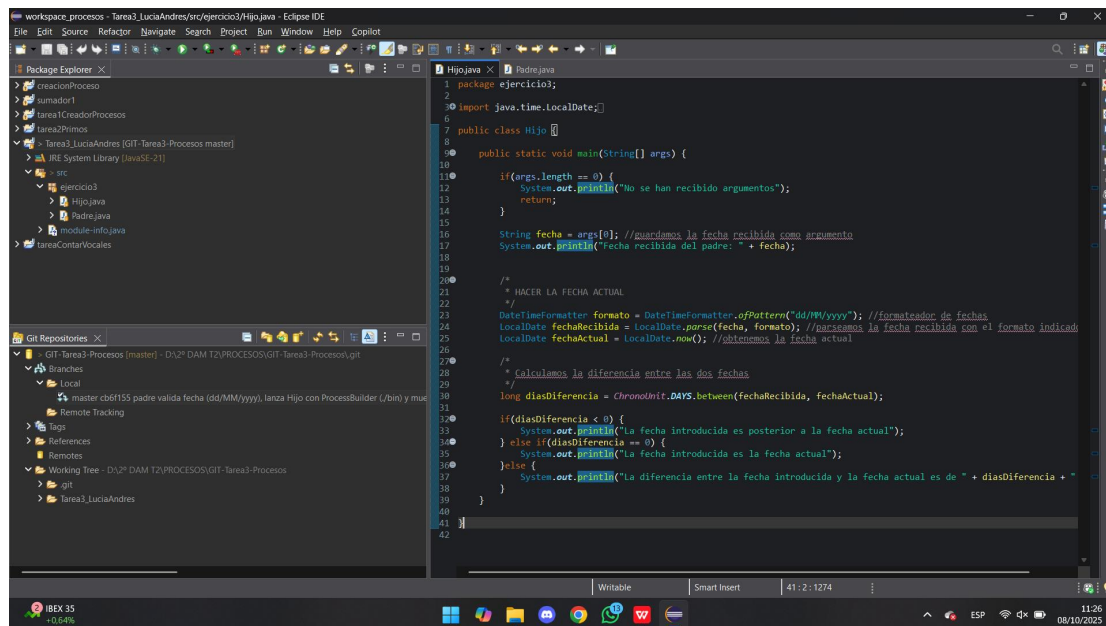 workspace_procesos - Tarea3_LuciaAndres/src/ejercicio3/Hijo.java - Eclipse IDE
File Edit Source Refactor Navigate Search Project Run Window Help Copilot
Package Explorer
creacionProceso
sumador1
tarea1CreadorProcesos
tarea2Primos
> Tarea3_LuciaAndres [GIT-Tarea3-Procesos master]
JRE System Library [JavaSE-21]
> src
ejercicio3
Hijo.java
Padre.java
module-info.java
tareaContarVocales
Git Repositories
> GIT-Tarea3-Procesos [master] - D:\2º DAM T2\PROCESOS\GIT-Tarea3-Procesos\.git
Branches
Local
master cb6f155 padre valida fecha (dd/MM/yyyy), lanza Hijo con ProcessBuilder (./bin) y mue
Remote Tracking
Tags
References
Remotes
Working Tree - D:\2º DAM T2\PROCESOS\GIT-Tarea3-Procesos
.git
Tarea3_LuciaAndres
Hijo.java Padre.java
1 package ejercicio3;
2
3 import java.time.LocalDate;
6
7 public class Hijo {
8
9 public static void main(String[] args) {
10
11 if(args.length == 0) {
12 System.out.println("No se han recibido argumentos");
13 return;
14 }
15
16 String fecha = args[0]; //guardamos la fecha recibida como argumento
17 System.out.println("Fecha recibida del padre: " + fecha);
18
19
20 /*
21 * HACER LA FECHA ACTUAL
22 */
23 DateTimeFormatter formato = DateTimeFormatter.ofPattern("dd/MM/yyyy"); //formateador de fechas
24 LocalDate fechaRecibida = LocalDate.parse(fecha, formato); //parseamos la fecha recibida con el formato indicad
25 LocalDate fechaActual = LocalDate.now(); //obtenemos la fecha actual
26
27 /*
28 * Calculamos la diferencia entre las dos fechas
29 */
30 long diasDiferencia = ChronoUnit.DAYS.between(fechaRecibida, fechaActual);
31
32 if(diasDiferencia < 0) {
33 System.out.println("La fecha introducida es posterior a la fecha actual");
34 } else if(diasDiferencia == 0) {
35 System.out.println("La fecha introducida es la fecha actual");
36 }else {
37 System.out.println("La diferencia entre la fecha introducida y la fecha actual es de " + diasDiferencia + "
38 }
39 }
40
41 }
42
Writable Smart Insert 41 : 2 : 1274
2 IBEX 35
+0,64%
13
W
ESP
11:26
08/10/2025